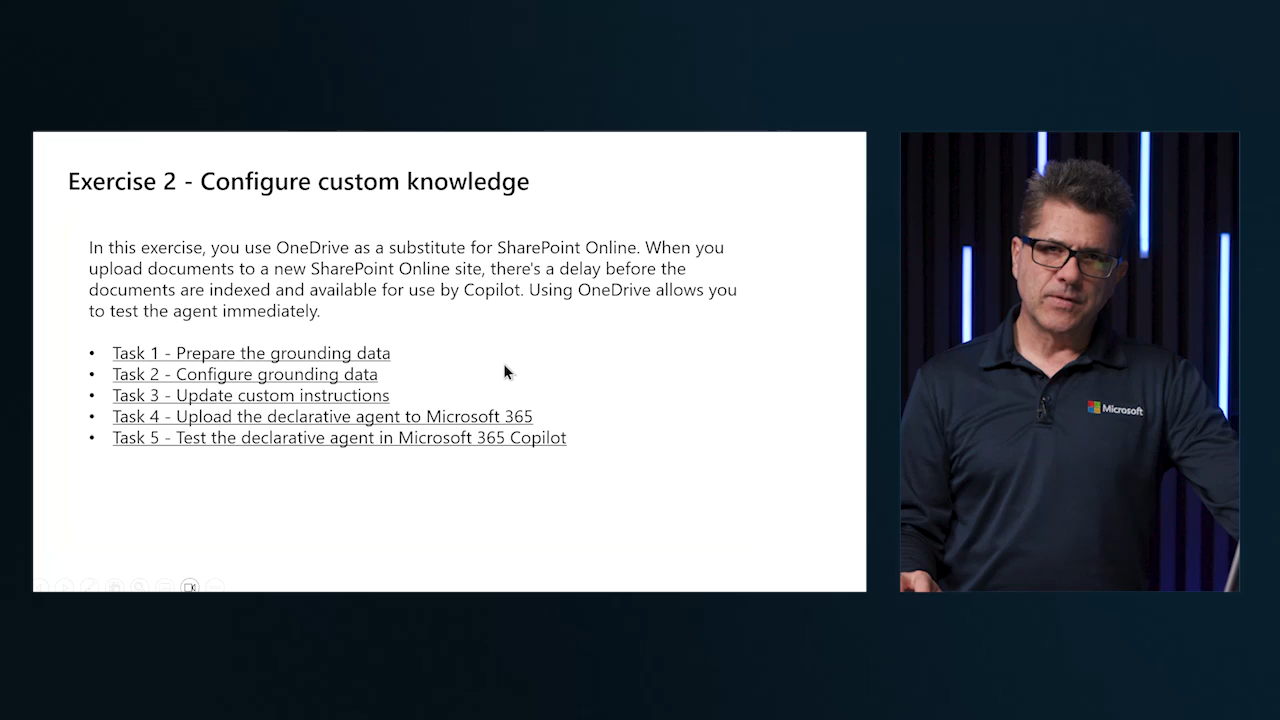 Exercise 2 - Configure custom knowledge
In this exercise, you use OneDrive as a substitute for SharePoint Online. When you
upload documents to a new SharePoint Online site, there's a delay before the
documents are indexed and available for use by Copilot. Using OneDrive allows you
to test the agent immediately.
• Task 1 - Prepare the grounding data
• Task 2 - Configure grounding data
• Task 3 - Update custom instructions
• Task 4 - Upload the declarative agent to Microsoft 365
• Task 5 - Test the declarative agent in Microsoft 365 Copilot
Microsoft